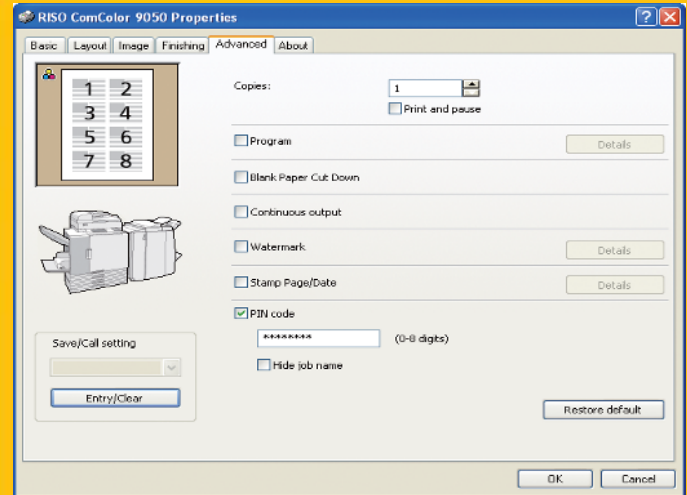 RISO ComColor 9050 Properties
Basic Layout Image Finishing Advanced About
1 2
3 4
5 6
7 8
Copies: 1
Print and pause
Program Details
Blank Paper Cut Down
Continuous output
Watermark Details
Stamp Page/Date Details
PIN code
******** (0-8 digits)
Hide job name
Save/Call setting
Entry/Clear
Restore default
OK Cancel